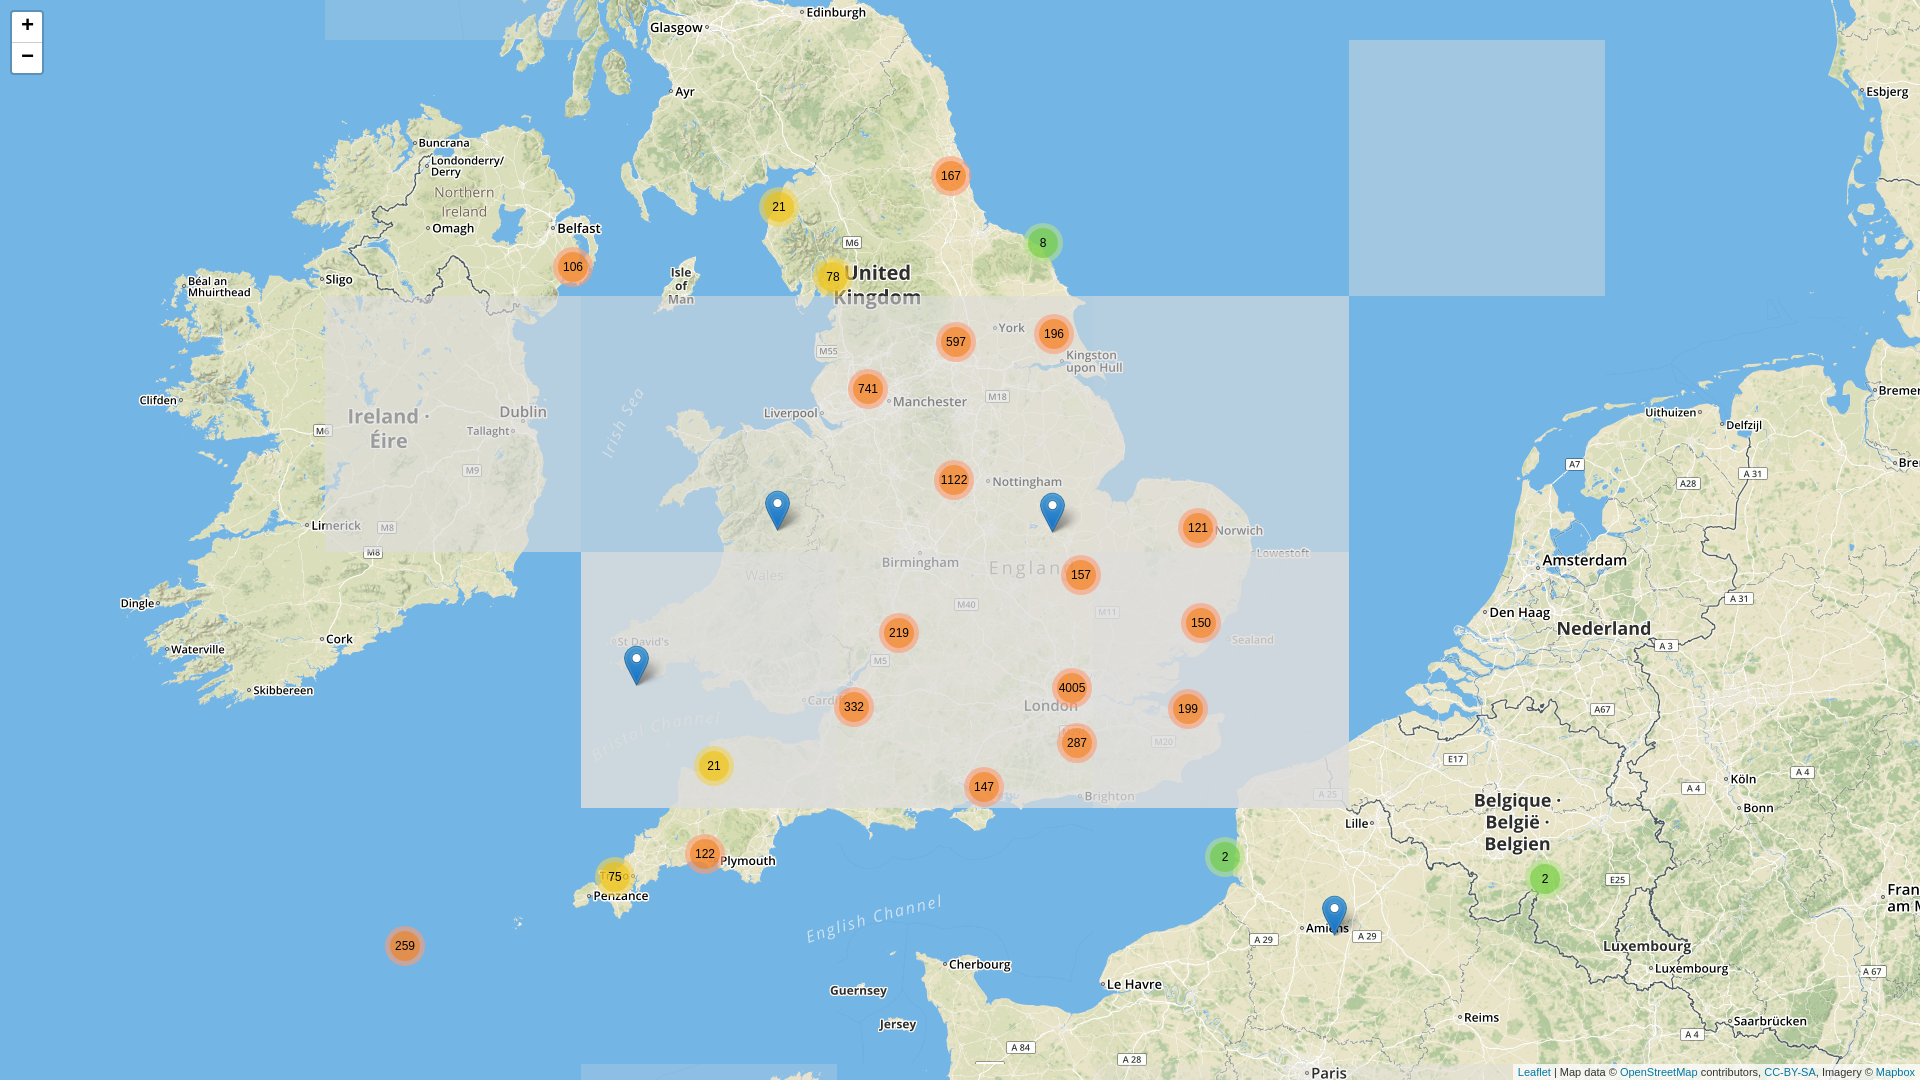 +
−
Edinburgh
Glasgow
Ayr
Esbjerg
Buncrana
Londonderry/
Derry
Northern
Ireland
Omagh
Belfast
167
21
8
M6
106
78
United
Kingdom
Isle
of
Man
Sligo
Béal an
Mhuirthead
York
196
597
M55
Kingston
upon Hull
741
Manchester
M18
Liverpool
Clifden
Ireland ·
Éire
Dublin
Tallaght
M6
M9
Irish Sea
Uithuizen
Delfzijl
A7
A 31
A28
1122
Nottingham
Limerick
M8
M8
121
Norwich
Lowestoft
Birmingham
Wales
157
Amsterdam
Dingle
M40
M11
A 31
Den Haag
Nederland
219
150
Cork
Waterville
St David's
Sealand
A 3
M5
Skibbereen
4005
Cardiff
332
London
199
A67
Bristol Channel
287
M20
E17
21
A 4
Köln
147
Brighton
A 25
A 4
Belgique ·
België ·
Belgien
Bonn
Lille
122
Plymouth
2
75
Penzance
2
E25
English Channel
Amiens
A 29
A 29
259
Luxembourg
Luxembourg
A 67
Cherbourg
Le Havre
Guernsey
Jersey
Reims
Saarbrücken
A 4
A 84
A 28
Paris
Leaflet | Map data © OpenStreetMap contributors, CC-BY-SA, Imagery © Mapbox